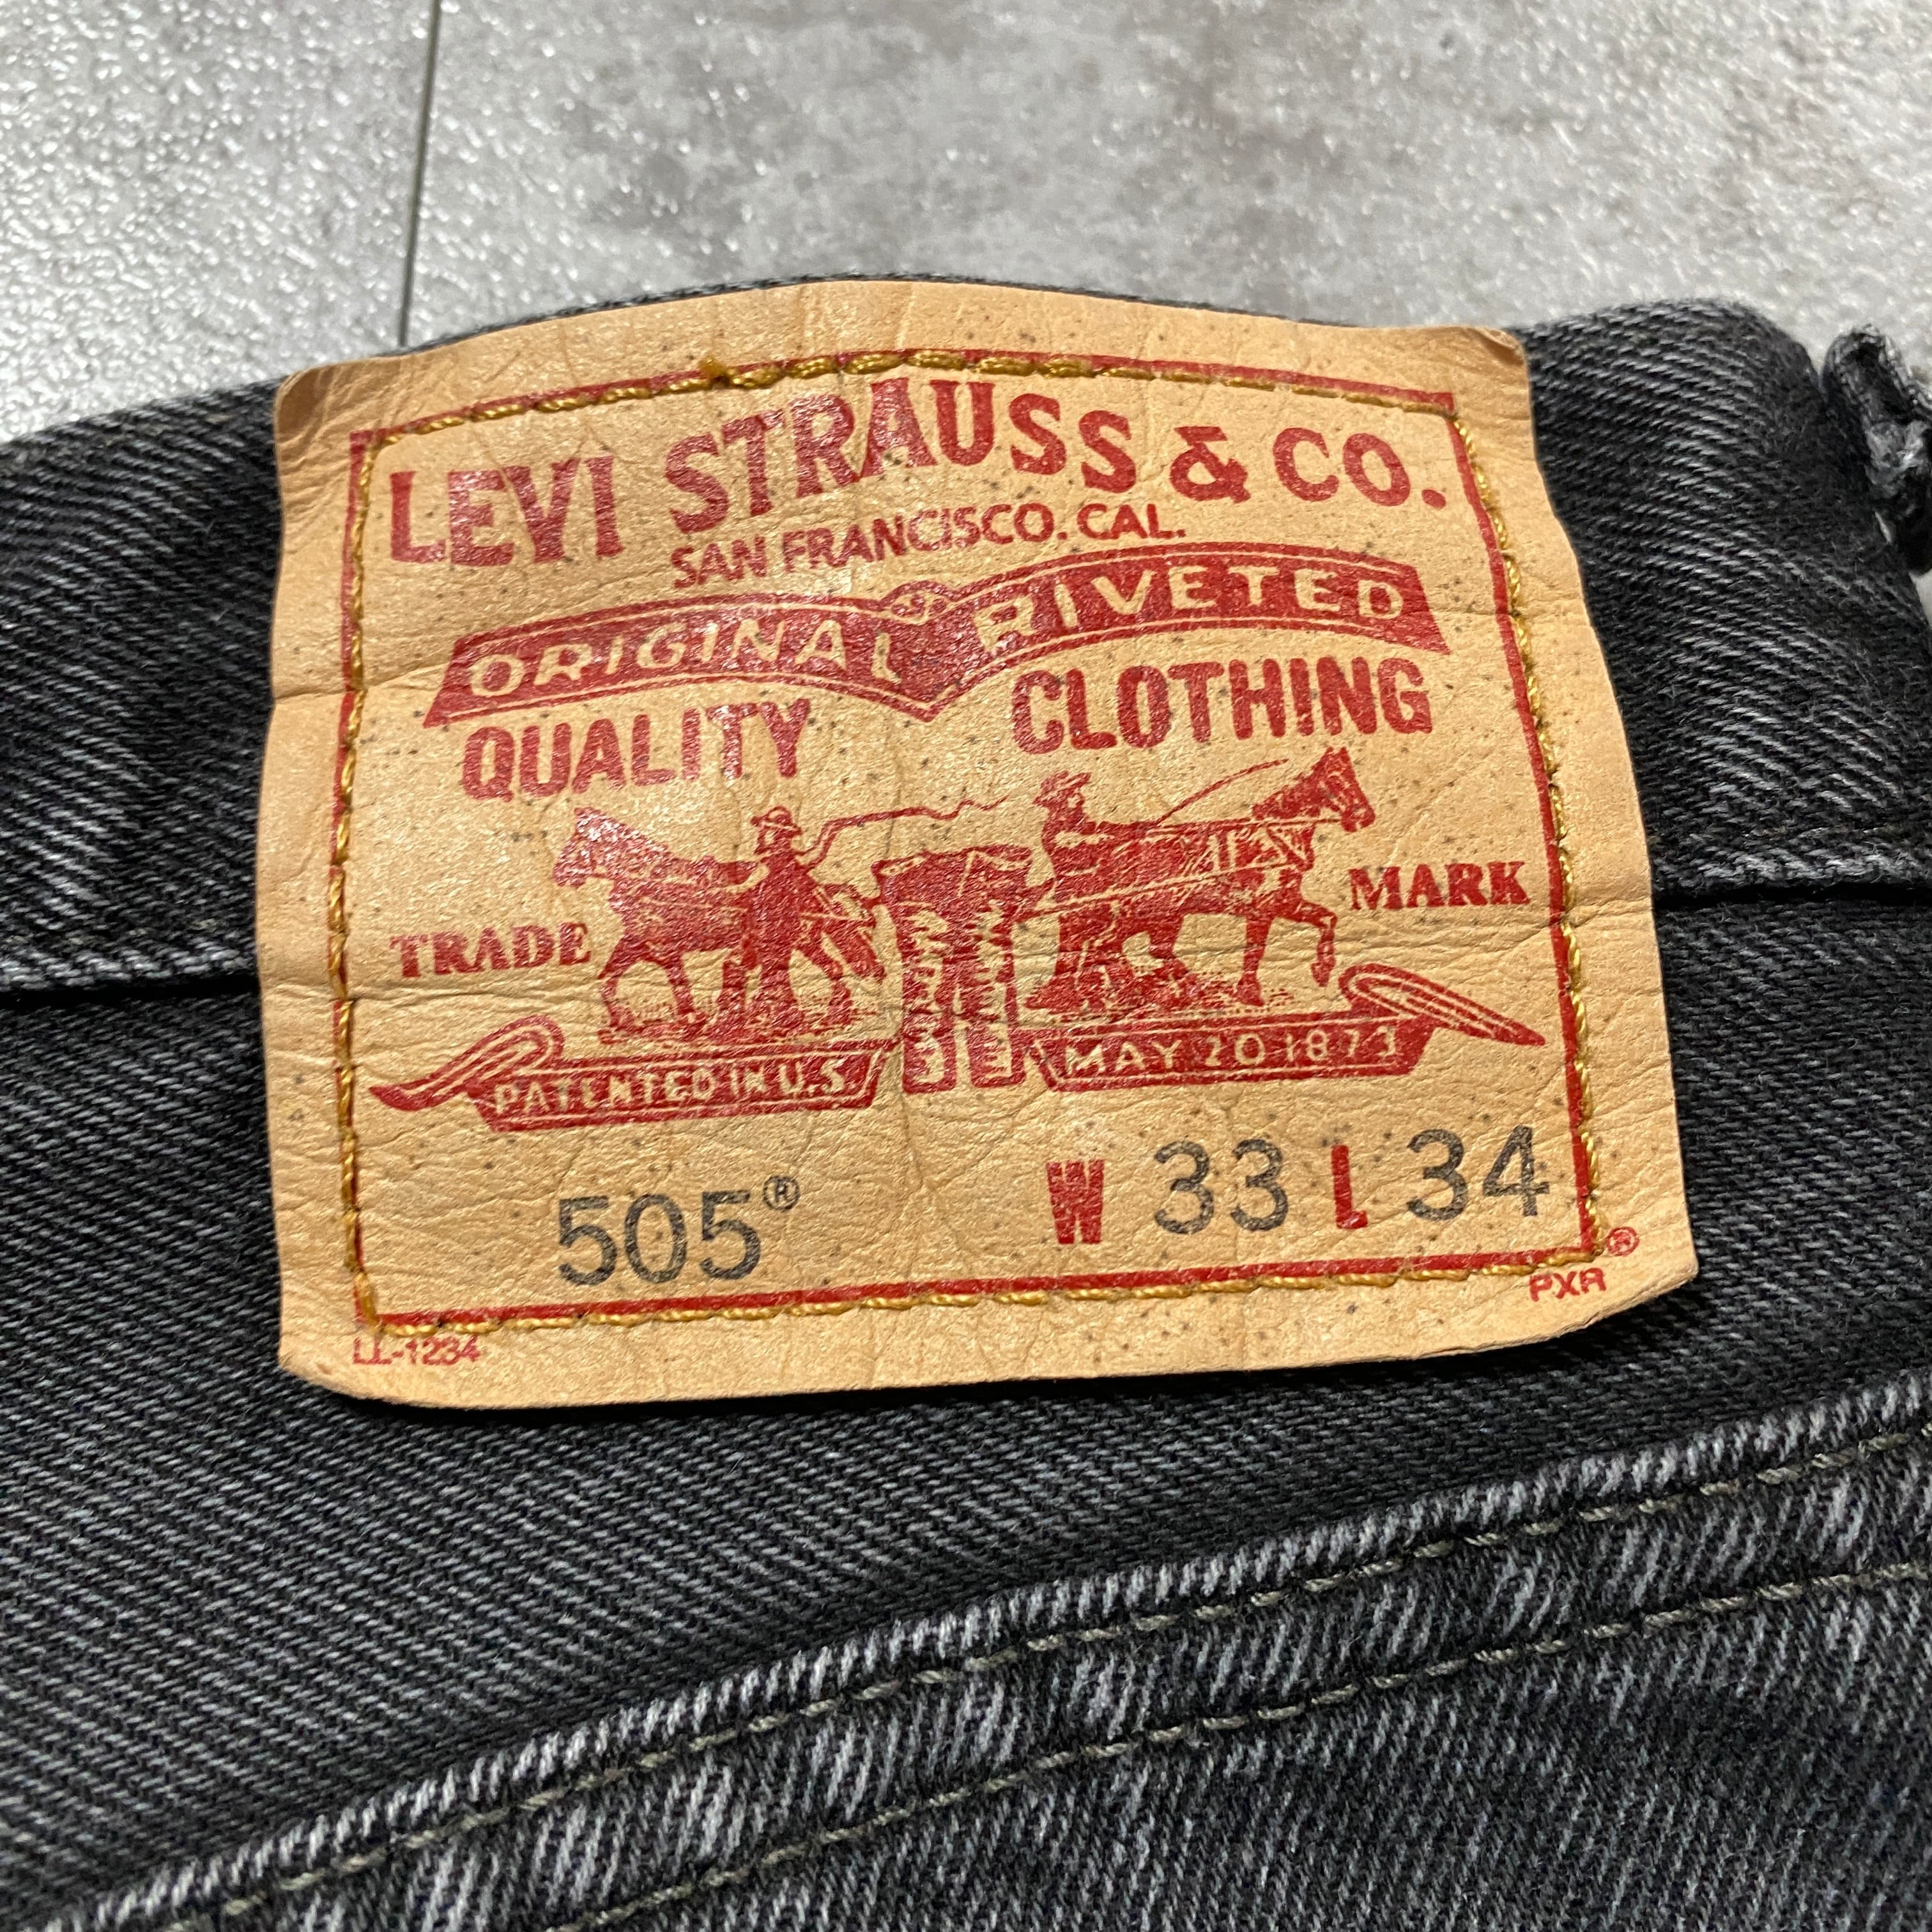 LEVI STRAUSS & CO.
SAN FRANCISCO. CAL.
ORIGINAL RIVETED
QUALITY CLOTHING
TRADE MARK
PATENTED IN U.S. MAY 20 1873
505® W 33 L 34
®
LL-1234 PXR